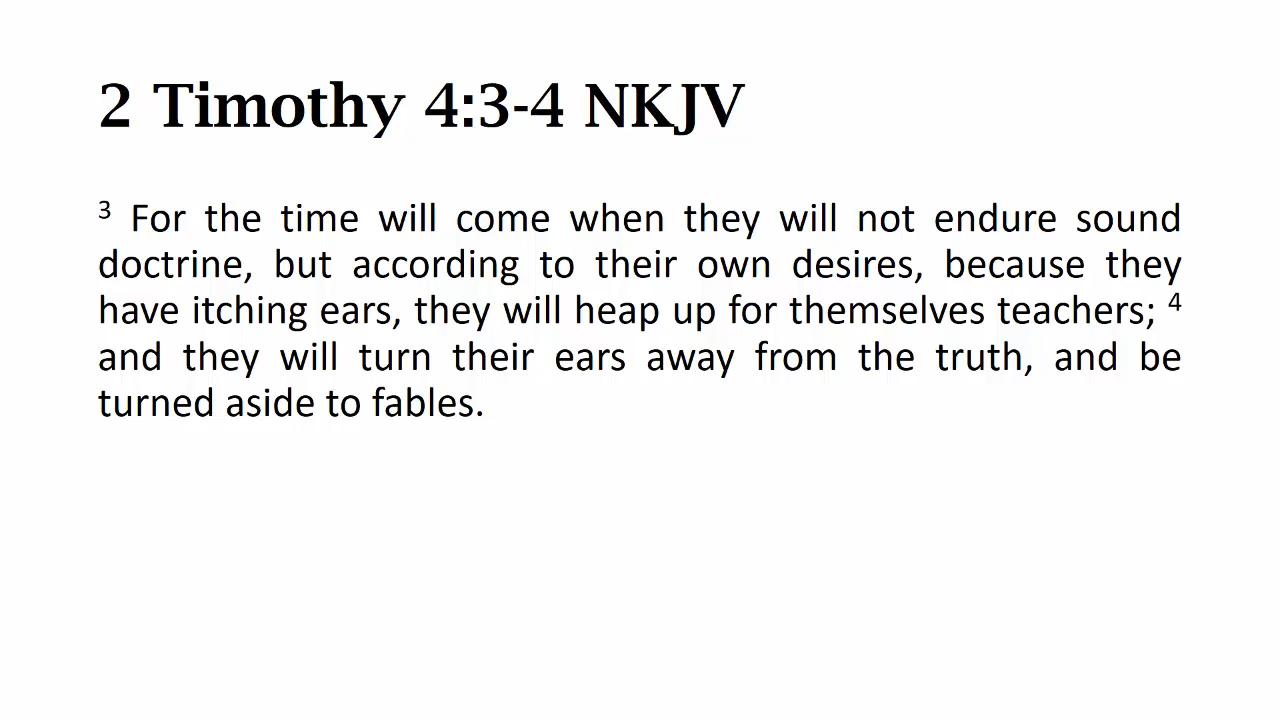 2 Timothy 4:3-4 NKJV
³ For the time will come when they will not endure sound
doctrine, but according to their own desires, because they
have itching ears, they will heap up for themselves teachers; ⁴
and they will turn their ears away from the truth, and be
turned aside to fables.